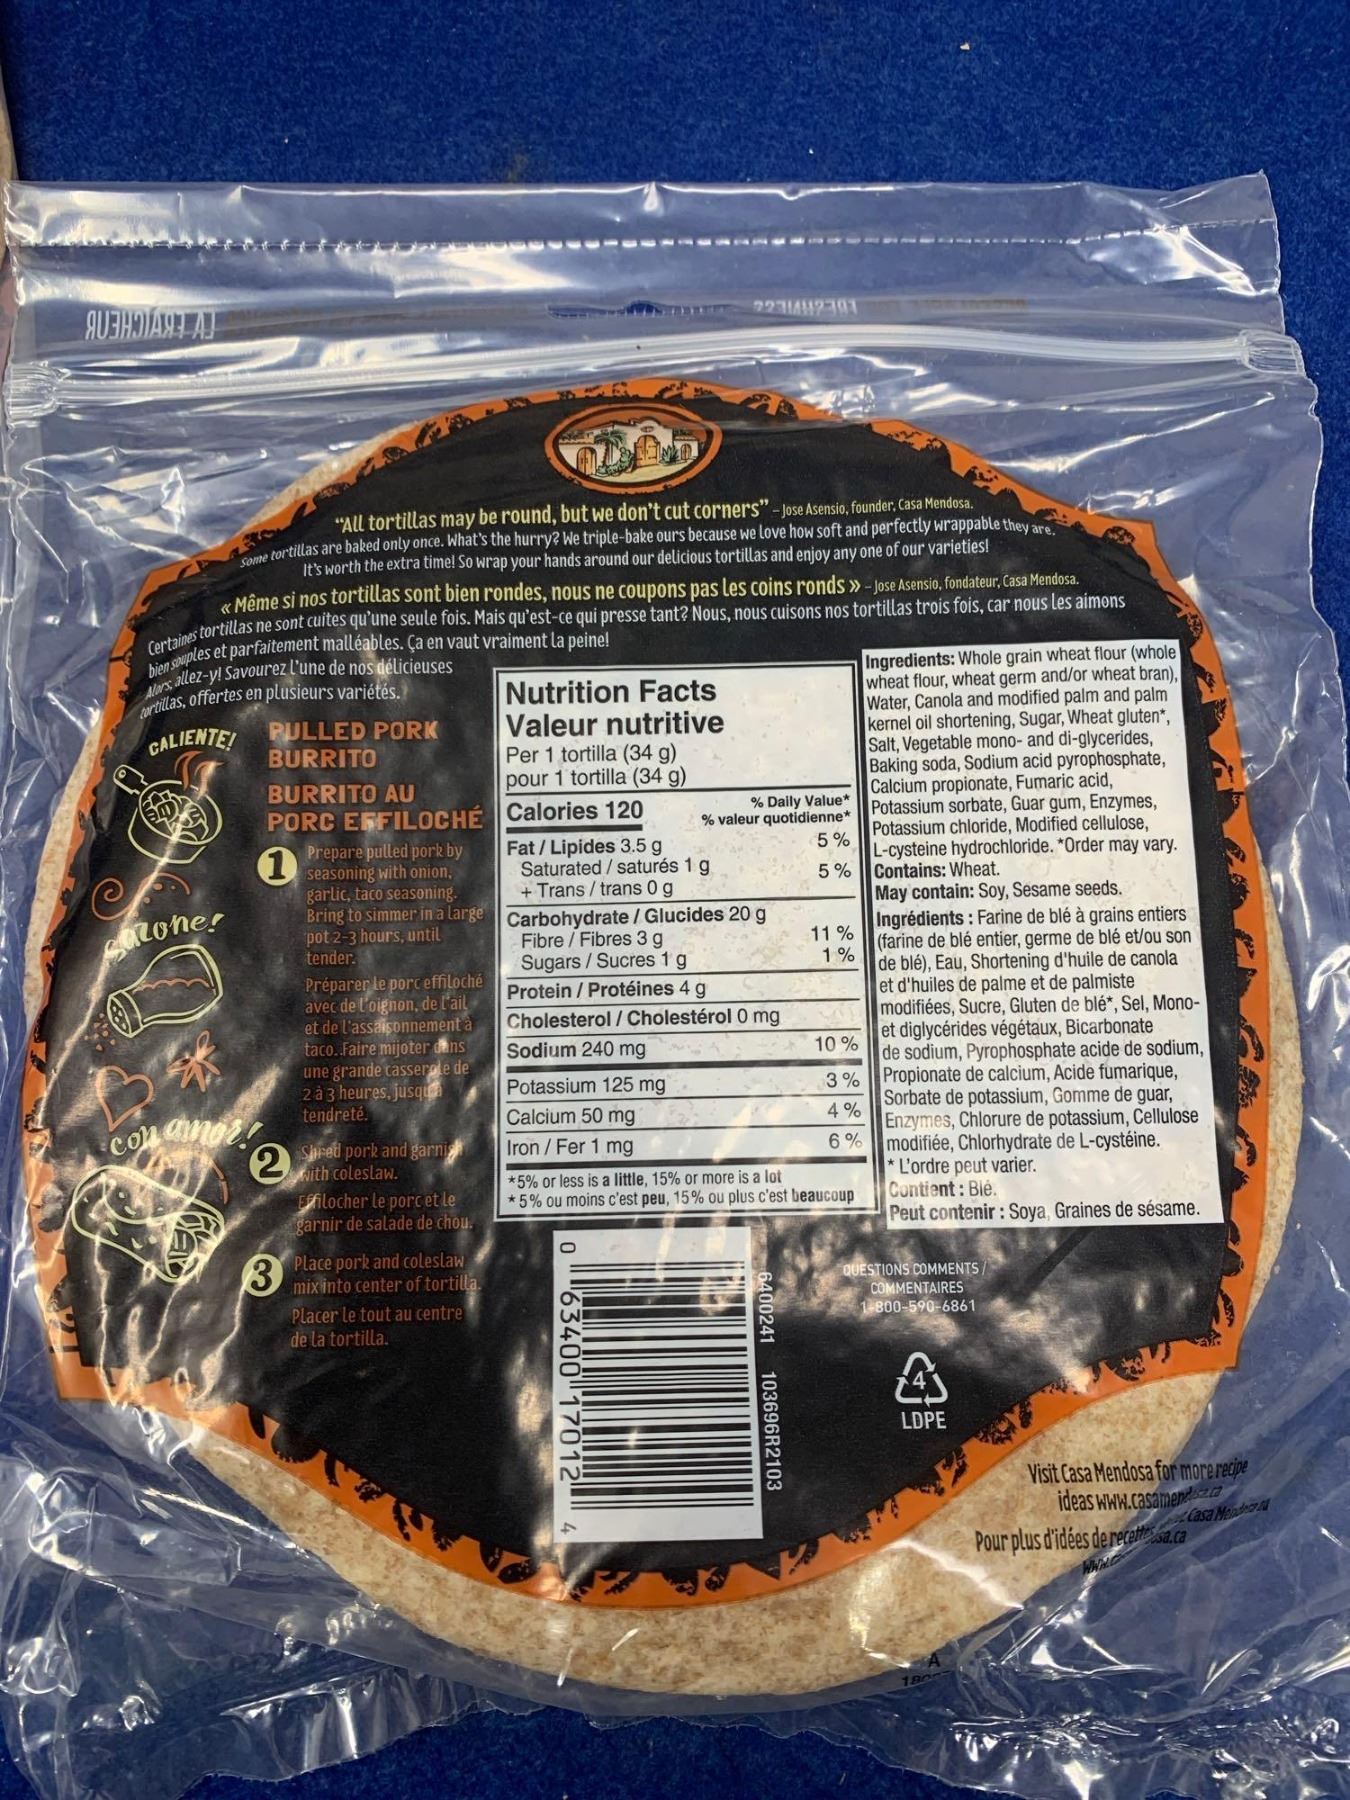 LA FRAÎCHEUR
FRESHNESS
"All tortillas may be round, but we don't cut corners" – Jose Asensio, founder, Casa Mendosa.
Some tortillas are baked only once. What's the hurry? We triple-bake ours because we love how soft and perfectly wrappable they are.
It's worth the extra time! So wrap your hands around our delicious tortillas and enjoy any one of our varieties!
« Même si nos tortillas sont bien rondes, nous ne coupons pas les coins ronds » – Jose Asensio, fondateur, Casa Mendosa.
Certaines tortillas ne sont cuites qu'une seule fois. Mais qu'est-ce qui presse tant? Nous, nous cuisons nos tortillas trois fois, car nous les aimons
bien souples et parfaitement malléables. Ça en vaut vraiment la peine!
Alors, allez-y! Savourez l'une de nos délicieuses
tortillas, offertes en plusieurs variétés.
CALIENTE!
con amor!
PULLED PORK
BURRITO
BURRITO AU
PORC EFFILOCHÉ
1 Prepare pulled pork by
seasoning with onion,
garlic, taco seasoning.
Bring to simmer in a large
pot 2-3 hours, until
tender.
Préparer le porc effiloché
avec de l'oignon, de l'ail
et de l'assaisonnement à
taco. Faire mijoter dans
une grande casserole de
2 à 3 heures, jusqu'à
tendreté.
2 Shred pork and garnish
with coleslaw.
Effilocher le porc et le
garnir de salade de chou.
3 Place pork and coleslaw
mix into center of tortilla.
Placer le tout au centre
de la tortilla.
Nutrition Facts
Valeur nutritive
Per 1 tortilla (34 g)
pour 1 tortilla (34 g)
Calories 120
% Daily Value*
% valeur quotidienne*
Fat / Lipides 3.5 g 5 %
Saturated / saturés 1 g
+ Trans / trans 0 g 5 %
Carbohydrate / Glucides 20 g
Fibre / Fibres 3 g 11 %
Sugars / Sucres 1 g 1 %
Protein / Protéines 4 g
Cholesterol / Cholestérol 0 mg
Sodium 240 mg 10 %
Potassium 125 mg 3 %
Calcium 50 mg 4 %
Iron / Fer 1 mg 6 %
*5% or less is a little, 15% or more is a lot
*5% ou moins c'est peu, 15% ou plus c'est beaucoup
Ingredients: Whole grain wheat flour (whole
wheat flour, wheat germ and/or wheat bran),
Water, Canola and modified palm and palm
kernel oil shortening, Sugar, Wheat gluten*,
Salt, Vegetable mono- and di-glycerides,
Baking soda, Sodium acid pyrophosphate,
Calcium propionate, Fumaric acid,
Potassium sorbate, Guar gum, Enzymes,
Potassium chloride, Modified cellulose,
L-cysteine hydrochloride. *Order may vary.
Contains: Wheat.
May contain: Soy, Sesame seeds.
Ingrédients : Farine de blé à grains entiers
(farine de blé entier, germe de blé et/ou son
de blé), Eau, Shortening d'huile de canola
et d'huiles de palme et de palmiste
modifiées, Sucre, Gluten de blé*, Sel, Mono-
et diglycérides végétaux, Bicarbonate
de sodium, Pyrophosphate acide de sodium,
Propionate de calcium, Acide fumarique,
Sorbate de potassium, Gomme de guar,
Enzymes, Chlorure de potassium, Cellulose
modifiée, Chlorhydrate de L-cystéine.
* L'ordre peut varier.
Contient : Blé.
Peut contenir : Soya, Graines de sésame.
0 63400 17012 4
6400241 103696R2103
QUESTIONS COMMENTS /
COMMENTAIRES
1-800-590-6861
4
LDPE
Visit Casa Mendosa for more recipe
ideas www.casamendosa.ca
Pour plus d'idées de recettes
A